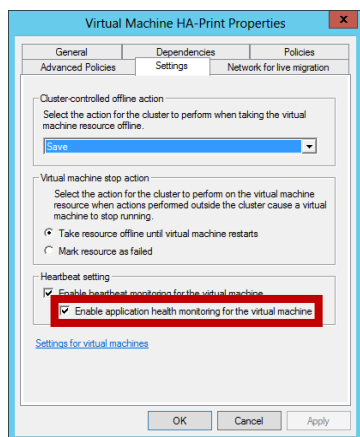 Virtual Machine HA-Print Properties
x
General
Dependencies
Policies
Advanced Policies
Settings
Network for live migration
Cluster-controlled offline action
Select the action for the cluster to perform when taking the virtual
machine resource offline.
Save
Virtual machine stop action
Select the action for the cluster to perform on the virtual machine
resource when actions performed outside the cluster cause a virtual
machine to stop running.
Take resource offline until virtual machine restarts
Mark resource as failed
Heartbeat setting
Enable heartbeat monitoring for the virtual machine
Enable application health monitoring for the virtual machine
Settings for virtual machines
OK
Cancel
Apply